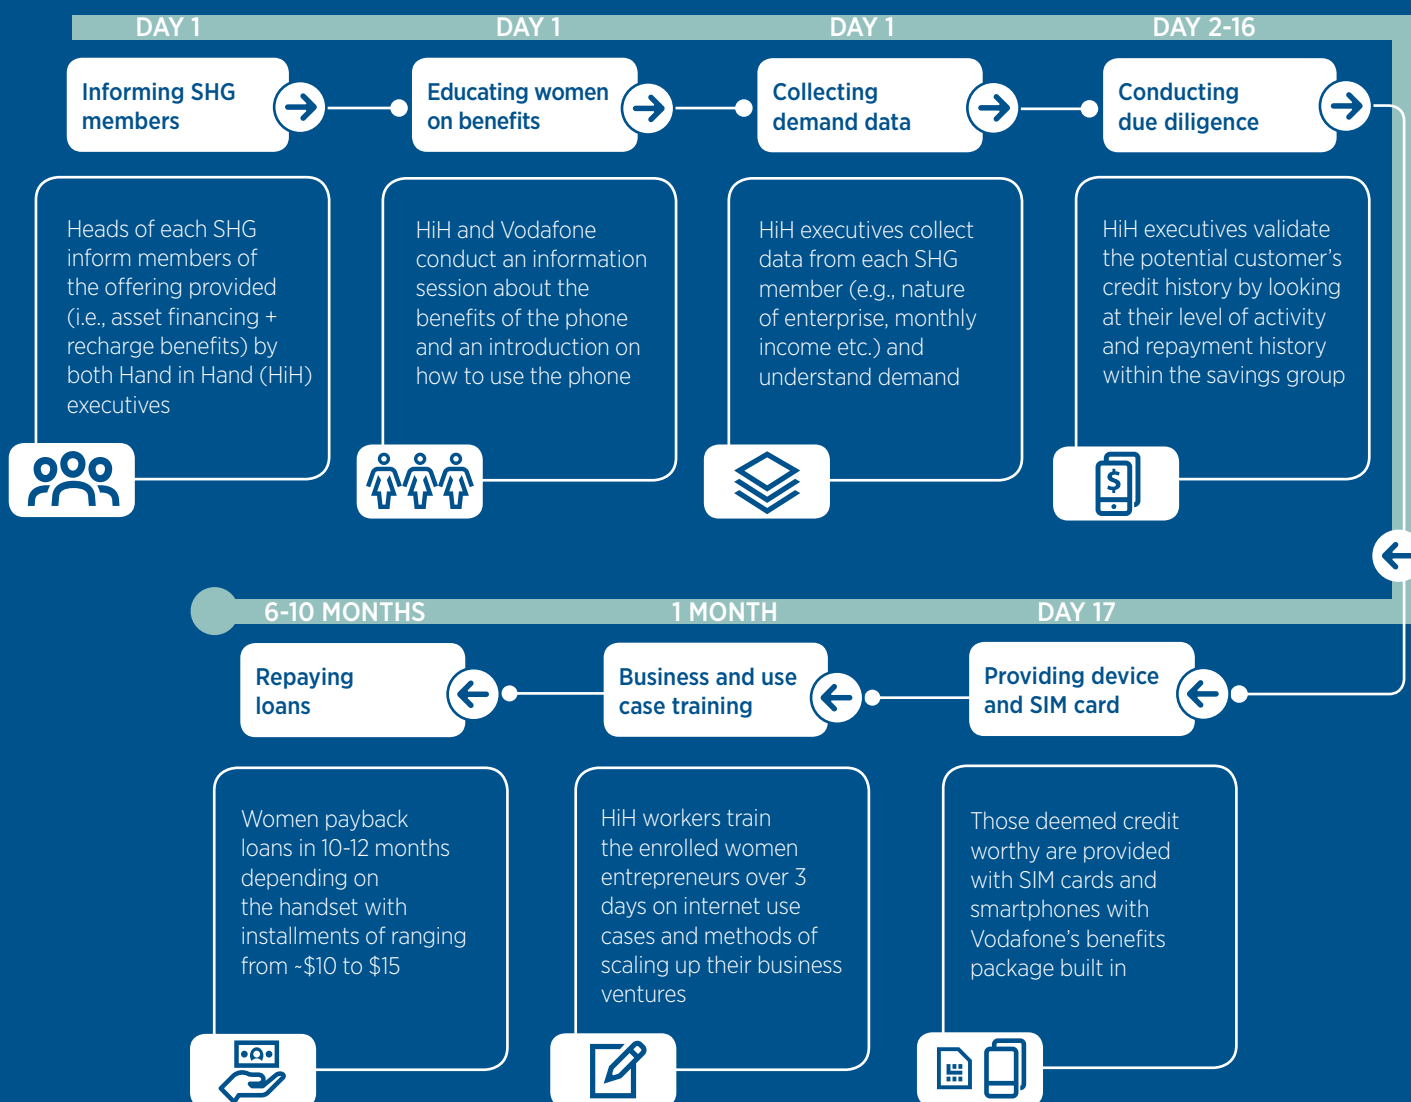 DAY 1
DAY 1
DAY 1
DAY 2-16
Informing SHG
members
Educating women
on benefits
Collecting
demand data
Conducting
due diligence
Heads of each SHG
inform members of
the offering provided
(i.e., asset financing +
recharge benefits) by
both Hand in Hand (HiH)
executives
HiH and Vodafone
conduct an information
session about the
benefits of the phone
and an introduction on
how to use the phone
HiH executives collect
data from each SHG
member (e.g., nature
of enterprise, monthly
income etc.) and
understand demand
HiH executives validate
the potential customer's
credit history by looking
at their level of activity
and repayment history
within the savings group
$
6-10 MONTHS
1 MONTH
DAY 17
Repaying
loans
Business and use
case training
Providing device
and SIM card
Women payback
loans in 10-12 months
depending on
the handset with
installments of ranging
from ~$10 to $15
HiH workers train
the enrolled women
entrepreneurs over 3
days on internet use
cases and methods of
scaling up their business
ventures
Those deemed credit
worthy are provided
with SIM cards and
smartphones with
Vodafone's benefits
package built in